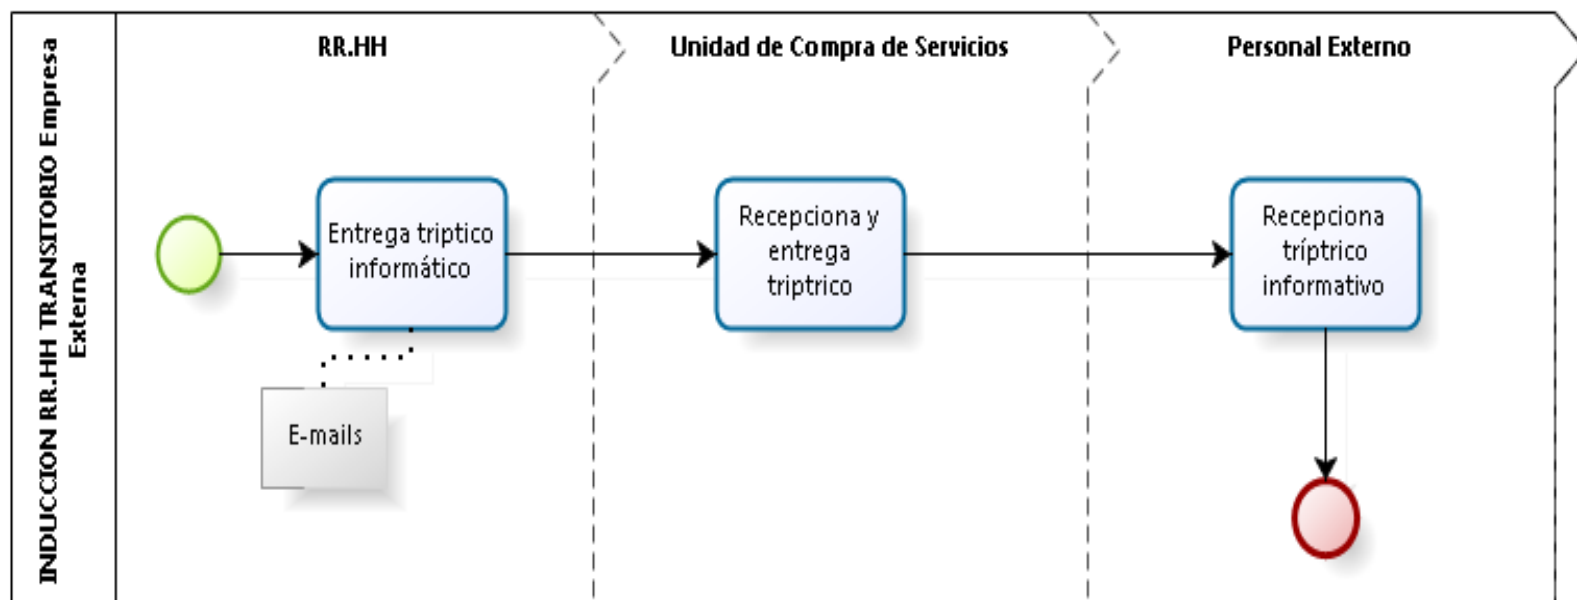 INDUCCION RR.HH TRANSITORIO Empresa
Externa
RR.HH
Unidad de Compra de Servicios
Personal Externo
Entrega triptico
informático
Recepciona y
entrega
triptrico
Recepciona
tríptrico
informativo
E-mails